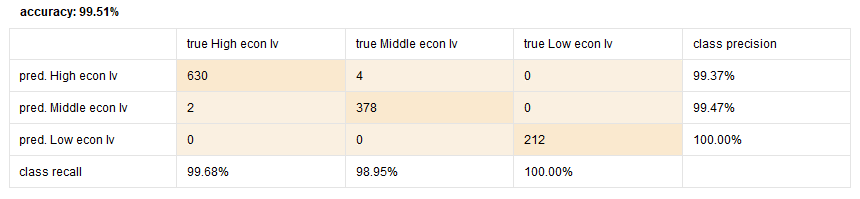 accuracy: 99.51%
true High econ lv true Middle econ lv true Low econ lv class precision
pred. High econ lv 630 4 0 99.37%
pred. Middle econ lv 2 378 0 99.47%
pred. Low econ lv 0 0 212 100.00%
class recall 99.68% 98.95% 100.00%